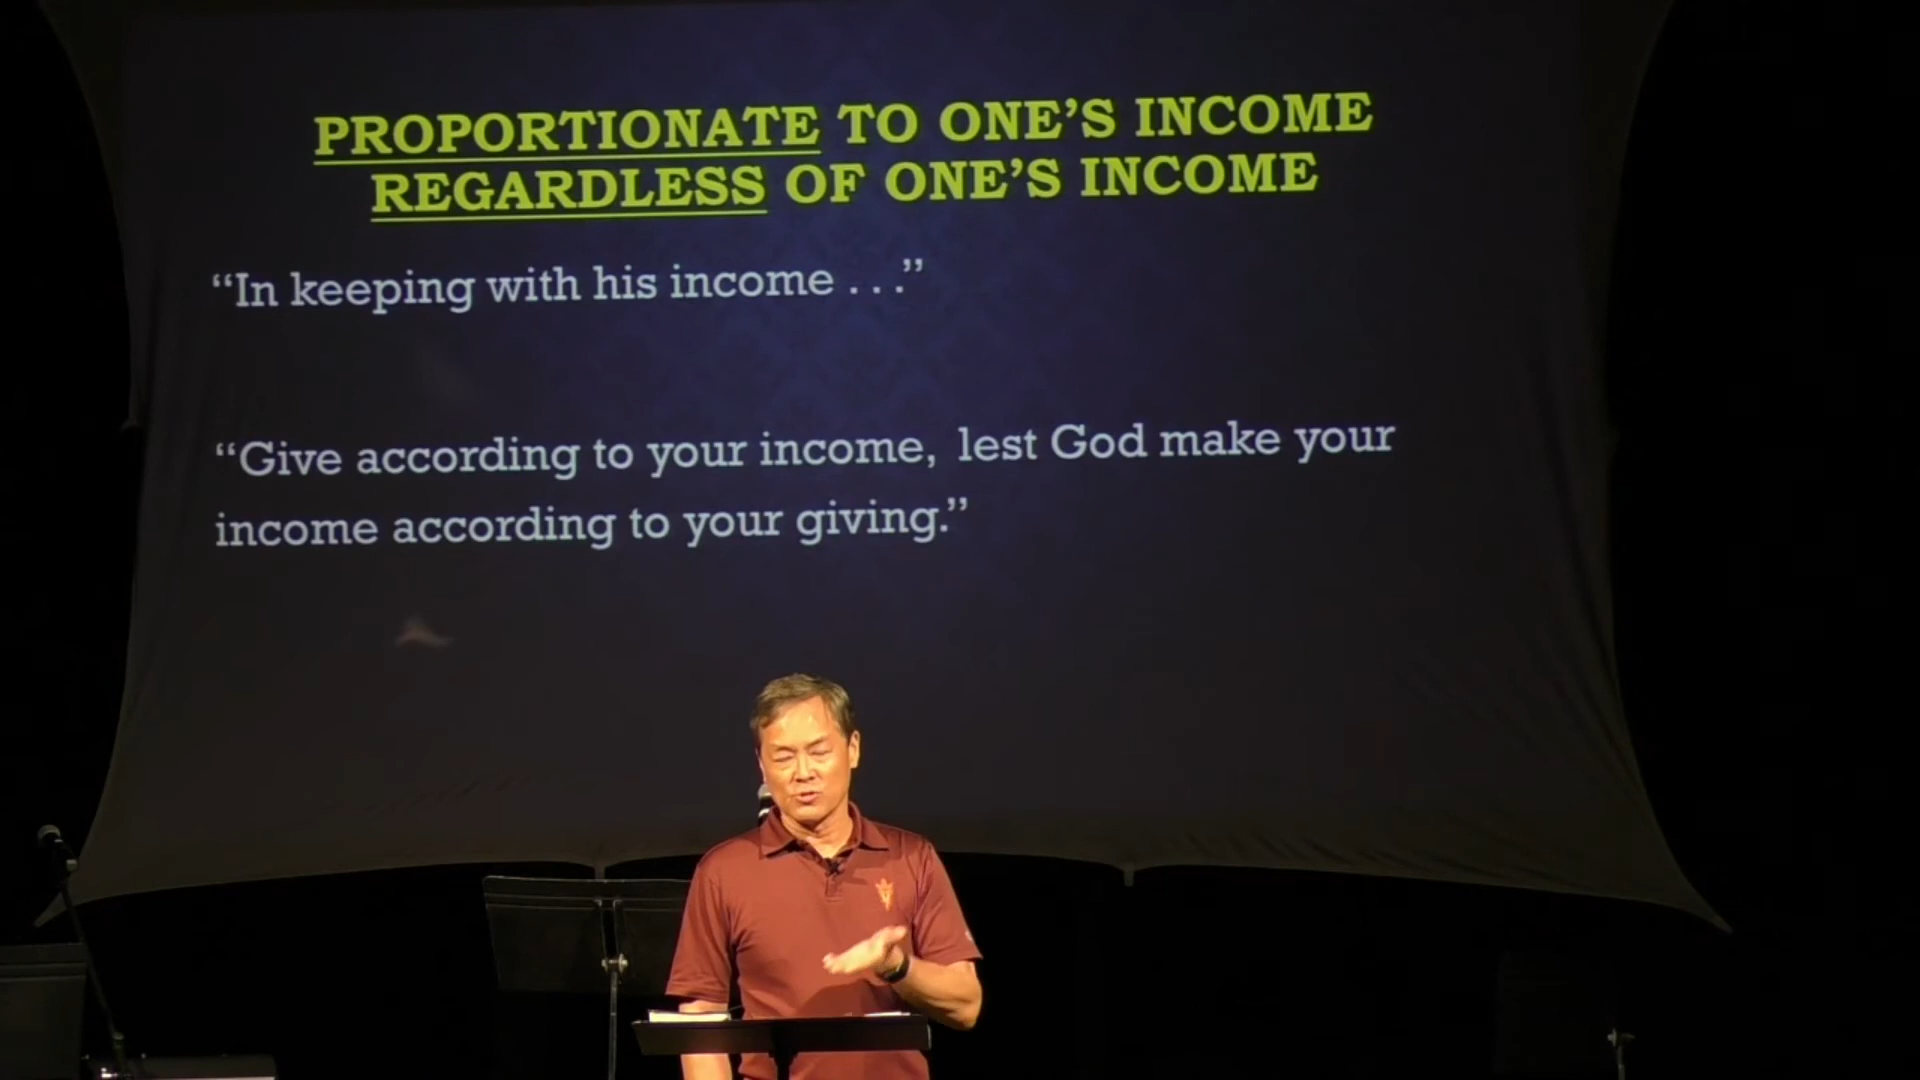 PROPORTIONATE TO ONE’S INCOME
REGARDLESS OF ONE’S INCOME
“In keeping with his income . . .”
“Give according to your income, lest God make your
income according to your giving.”